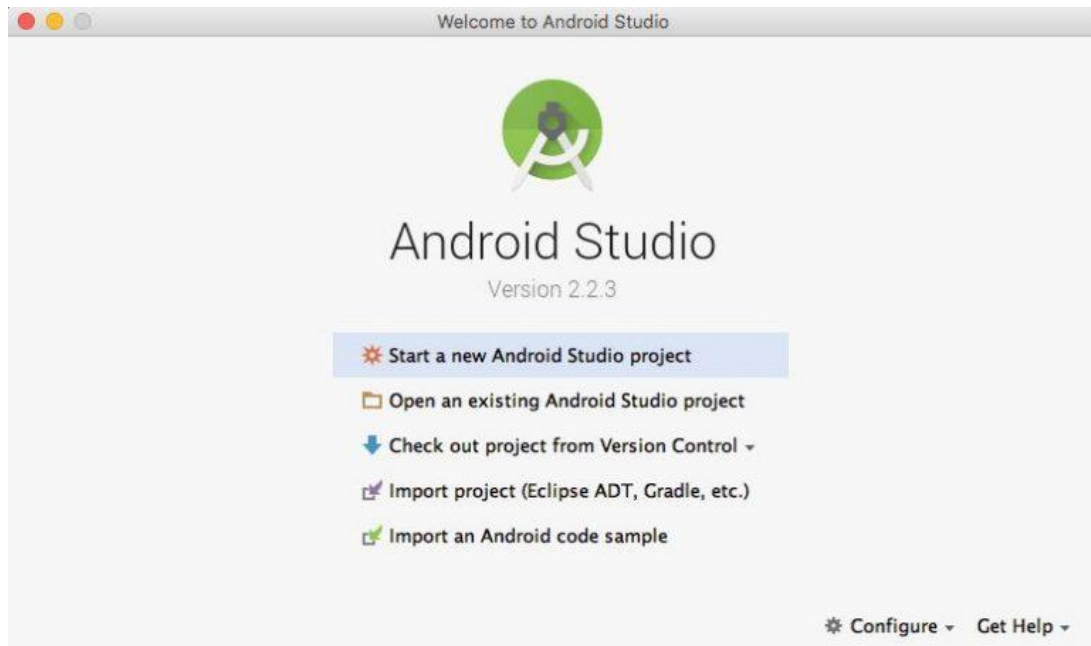 Welcome to Android Studio
Android Studio
Version 2.2.3
Start a new Android Studio project
Open an existing Android Studio project
Check out project from Version Control
Import project (Eclipse ADT, Gradle, etc.)
Import an Android code sample
Configure Get Help